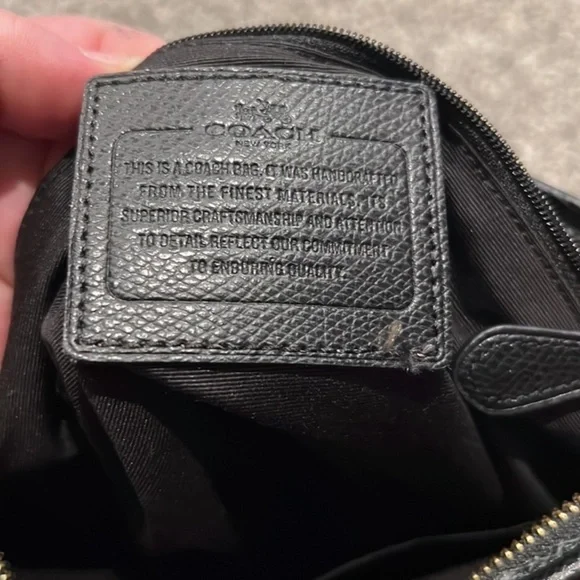 COACH
NEW YORK
THIS IS A COACH BAG. IT WAS HANDCRAFTED
FROM THE FINEST MATERIALS. ITS
SUPERIOR CRAFTSMANSHIP AND ATTENTION
TO DETAIL REFLECT OUR COMMITMENT
TO ENDURING QUALITY.